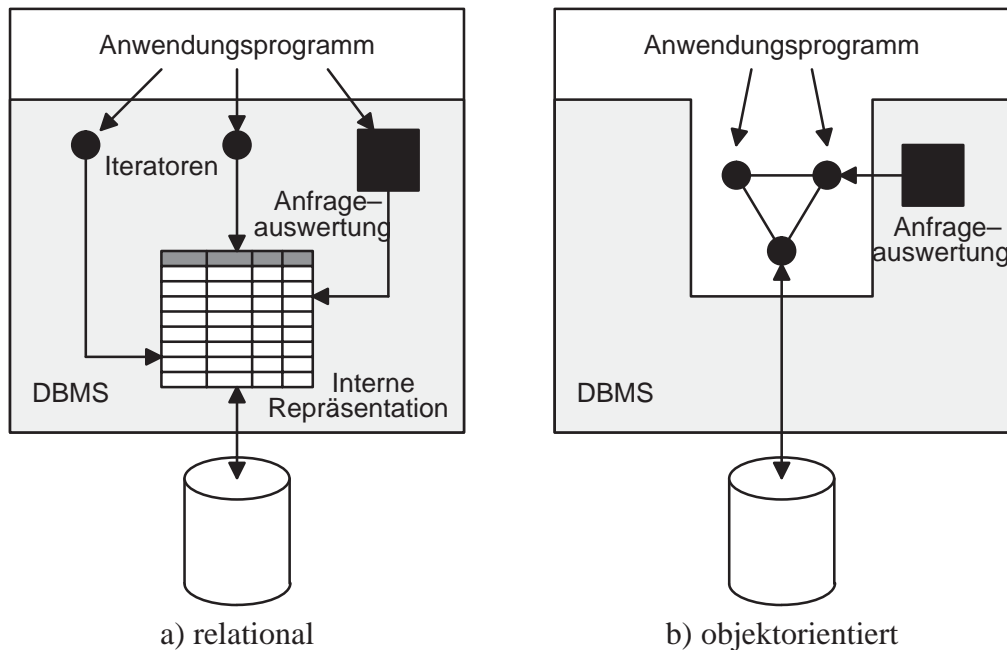 Anwendungsprogramm
Iteratoren
Anfrage–
auswertung
DBMS
Interne
Repräsentation
a) relational
Anwendungsprogramm
Anfrage–
auswertung
DBMS
b) objektorientiert